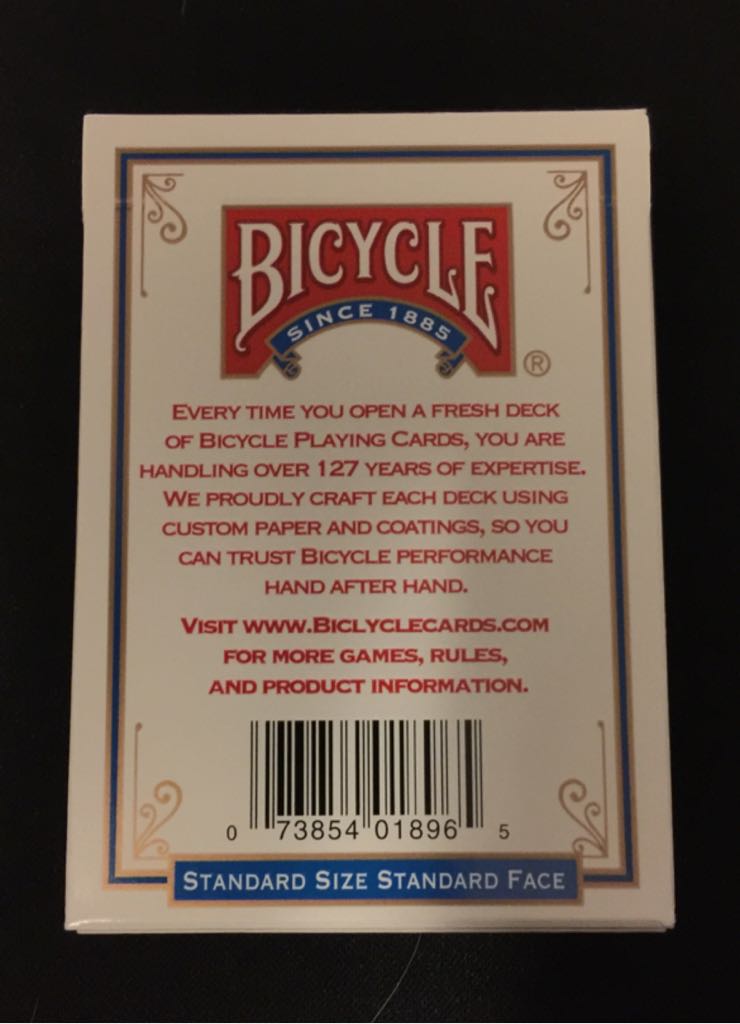 BICYCLE
SINCE 1885
®
EVERY TIME YOU OPEN A FRESH DECK
OF BICYCLE PLAYING CARDS, YOU ARE
HANDLING OVER 127 YEARS OF EXPERTISE.
WE PROUDLY CRAFT EACH DECK USING
CUSTOM PAPER AND COATINGS, SO YOU
CAN TRUST BICYCLE PERFORMANCE
HAND AFTER HAND.
VISIT WWW.BICLYCLECARDS.COM
FOR MORE GAMES, RULES,
AND PRODUCT INFORMATION.
0 73854 01896 5
STANDARD SIZE STANDARD FACE